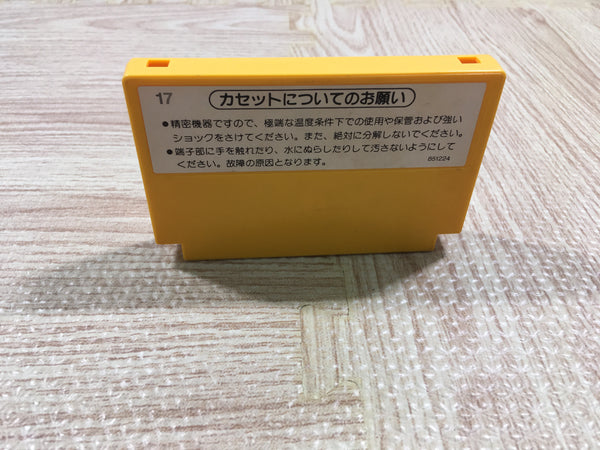 17
カセットについてのお願い
●精密機器ですので、極端な温度条件下での使用や保管および強い
ショックをさけてください。また、絶対に分解しないでください。
●端子部に手を触れたり、水にぬらしたりして汚さないようにして
ください。故障の原因となります。
851224